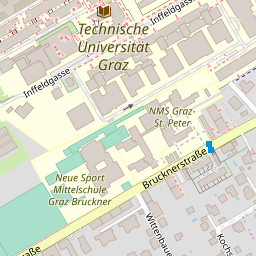 Technische
Universität
Graz
Inffeldgasse
Inffeldgasse
NMS Graz-
St. Peter
Brucknerstraße
Neue Sport
Mittelschule
Graz Bruckner